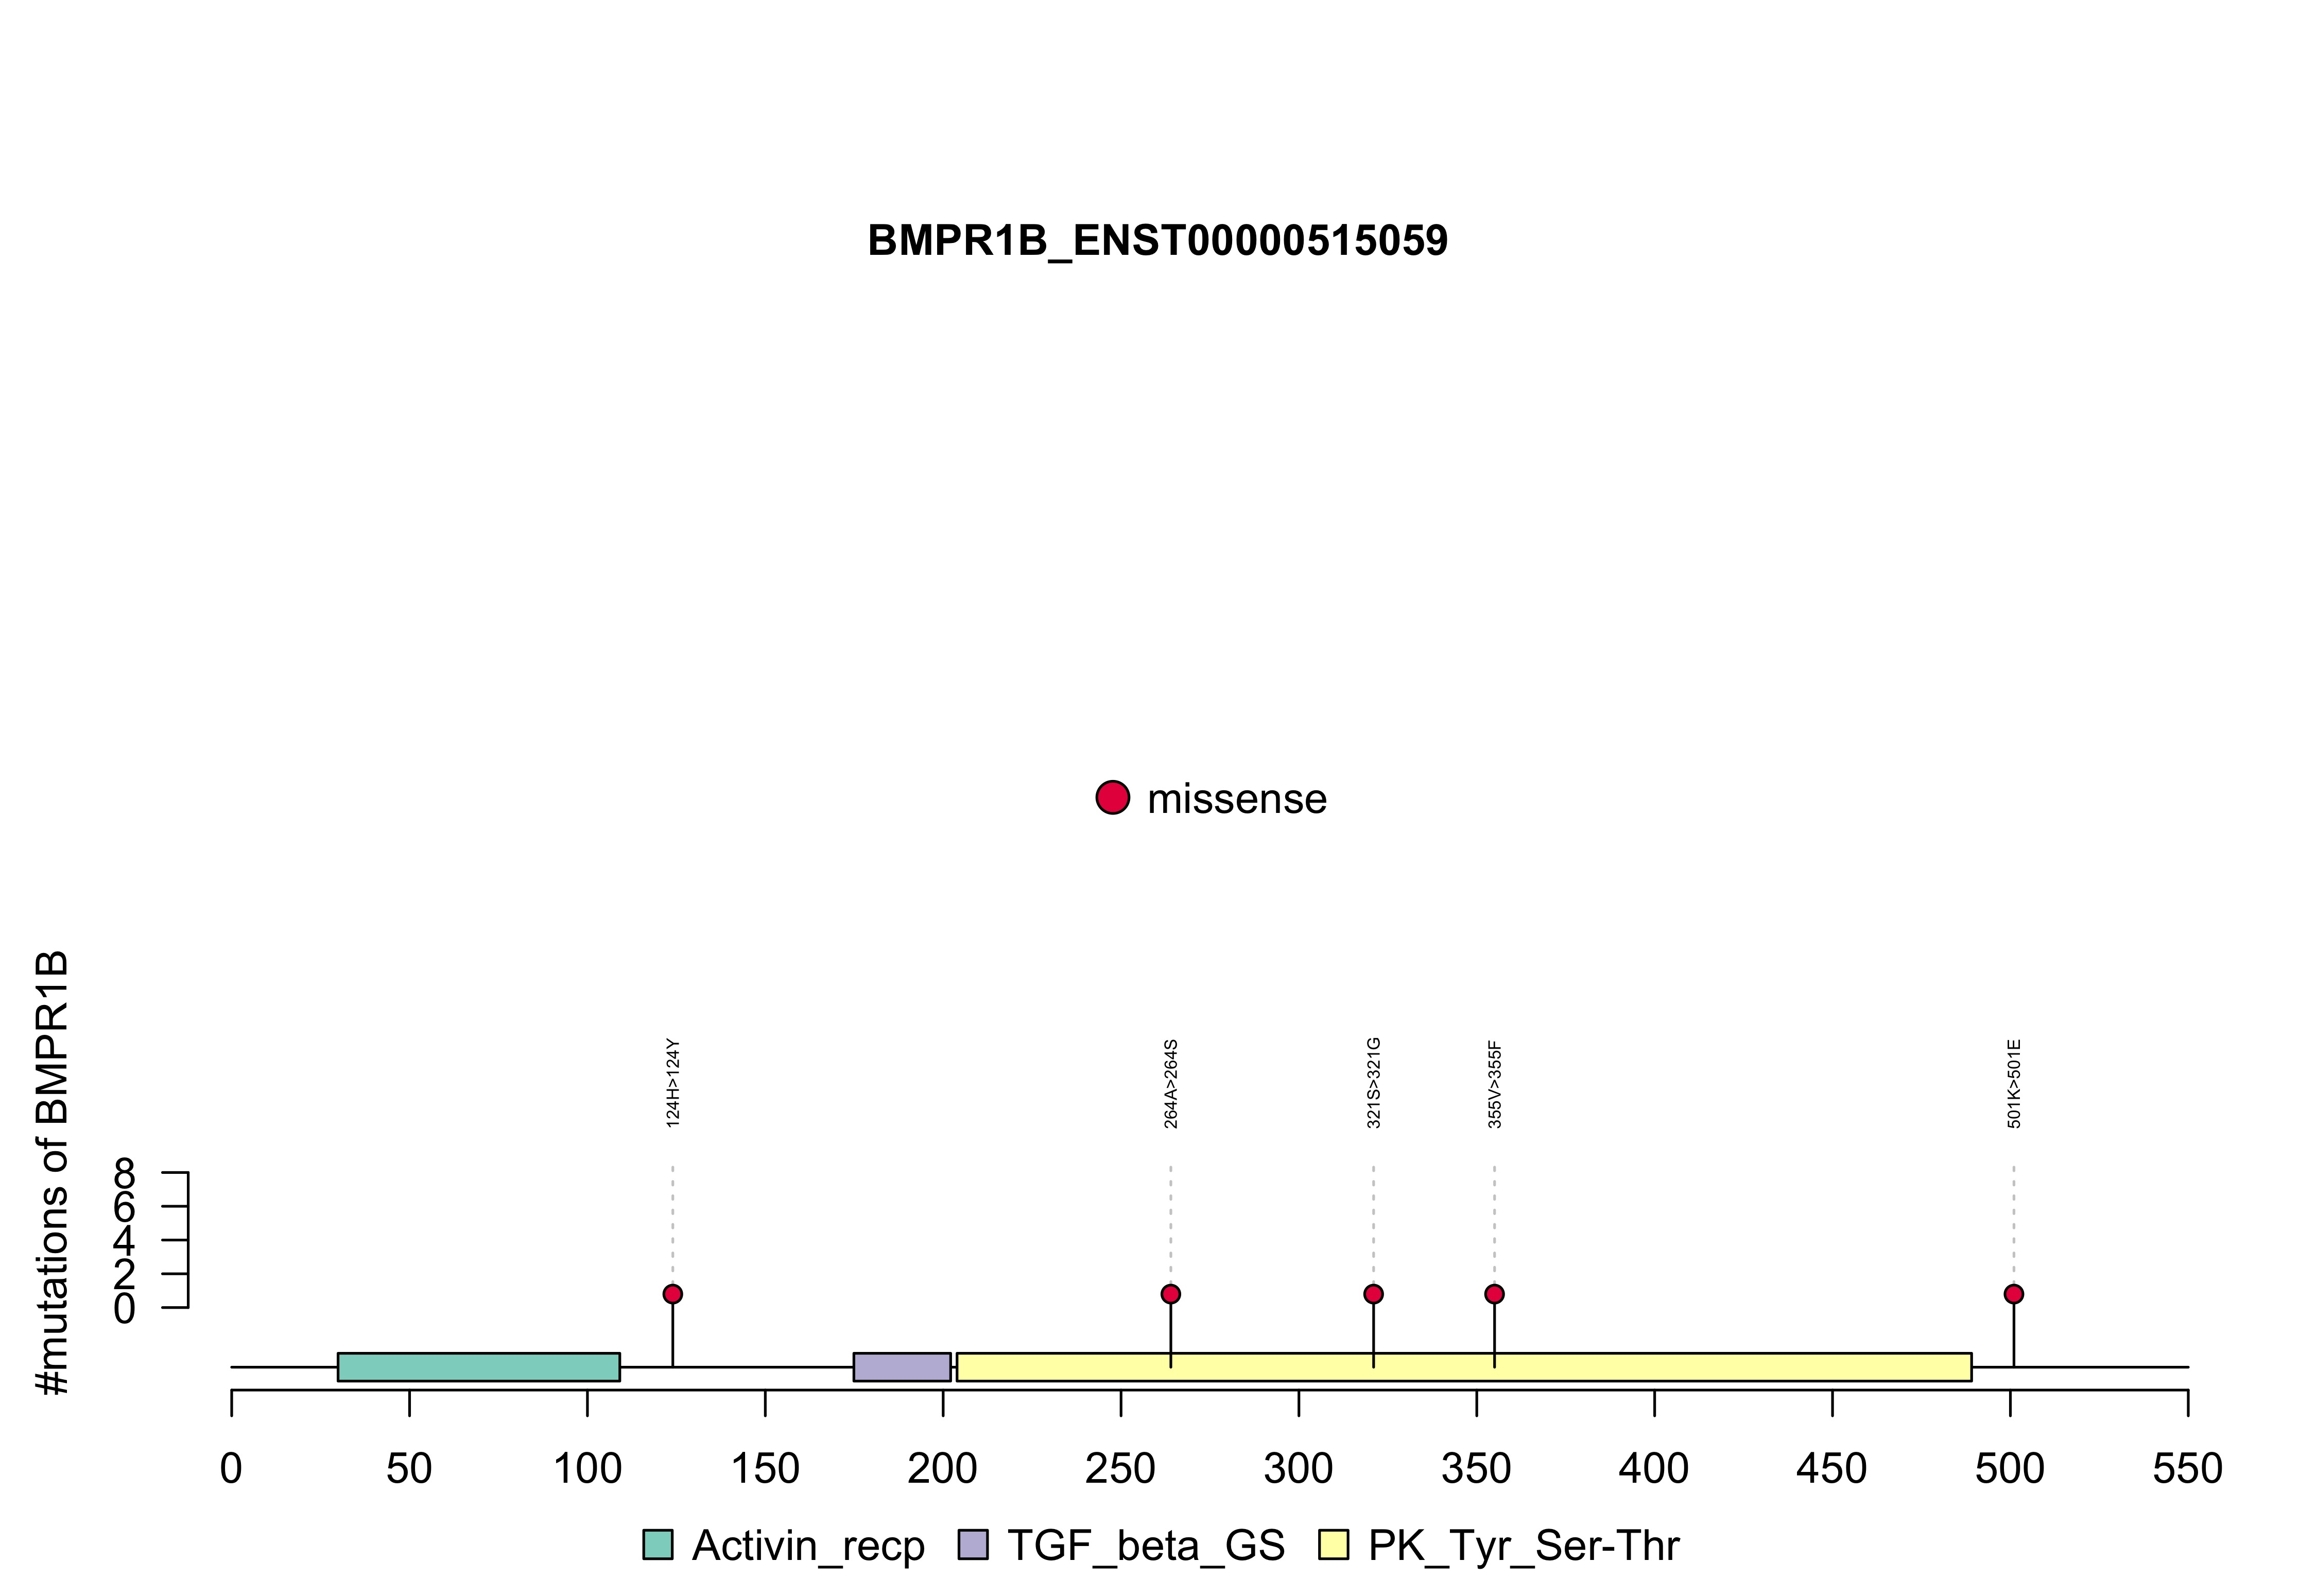 BMPR1B_ENST00000515059
missense
#mutations of BMPR1B
124H>124Y
264A>264S
321S>321G
355V>355F
501K>501E
8
6
4
2
0
0 50 100 150 200 250 300 350 400 450 500 550
Activin_recp TGF_beta_GS PK_Tyr_Ser-Thr